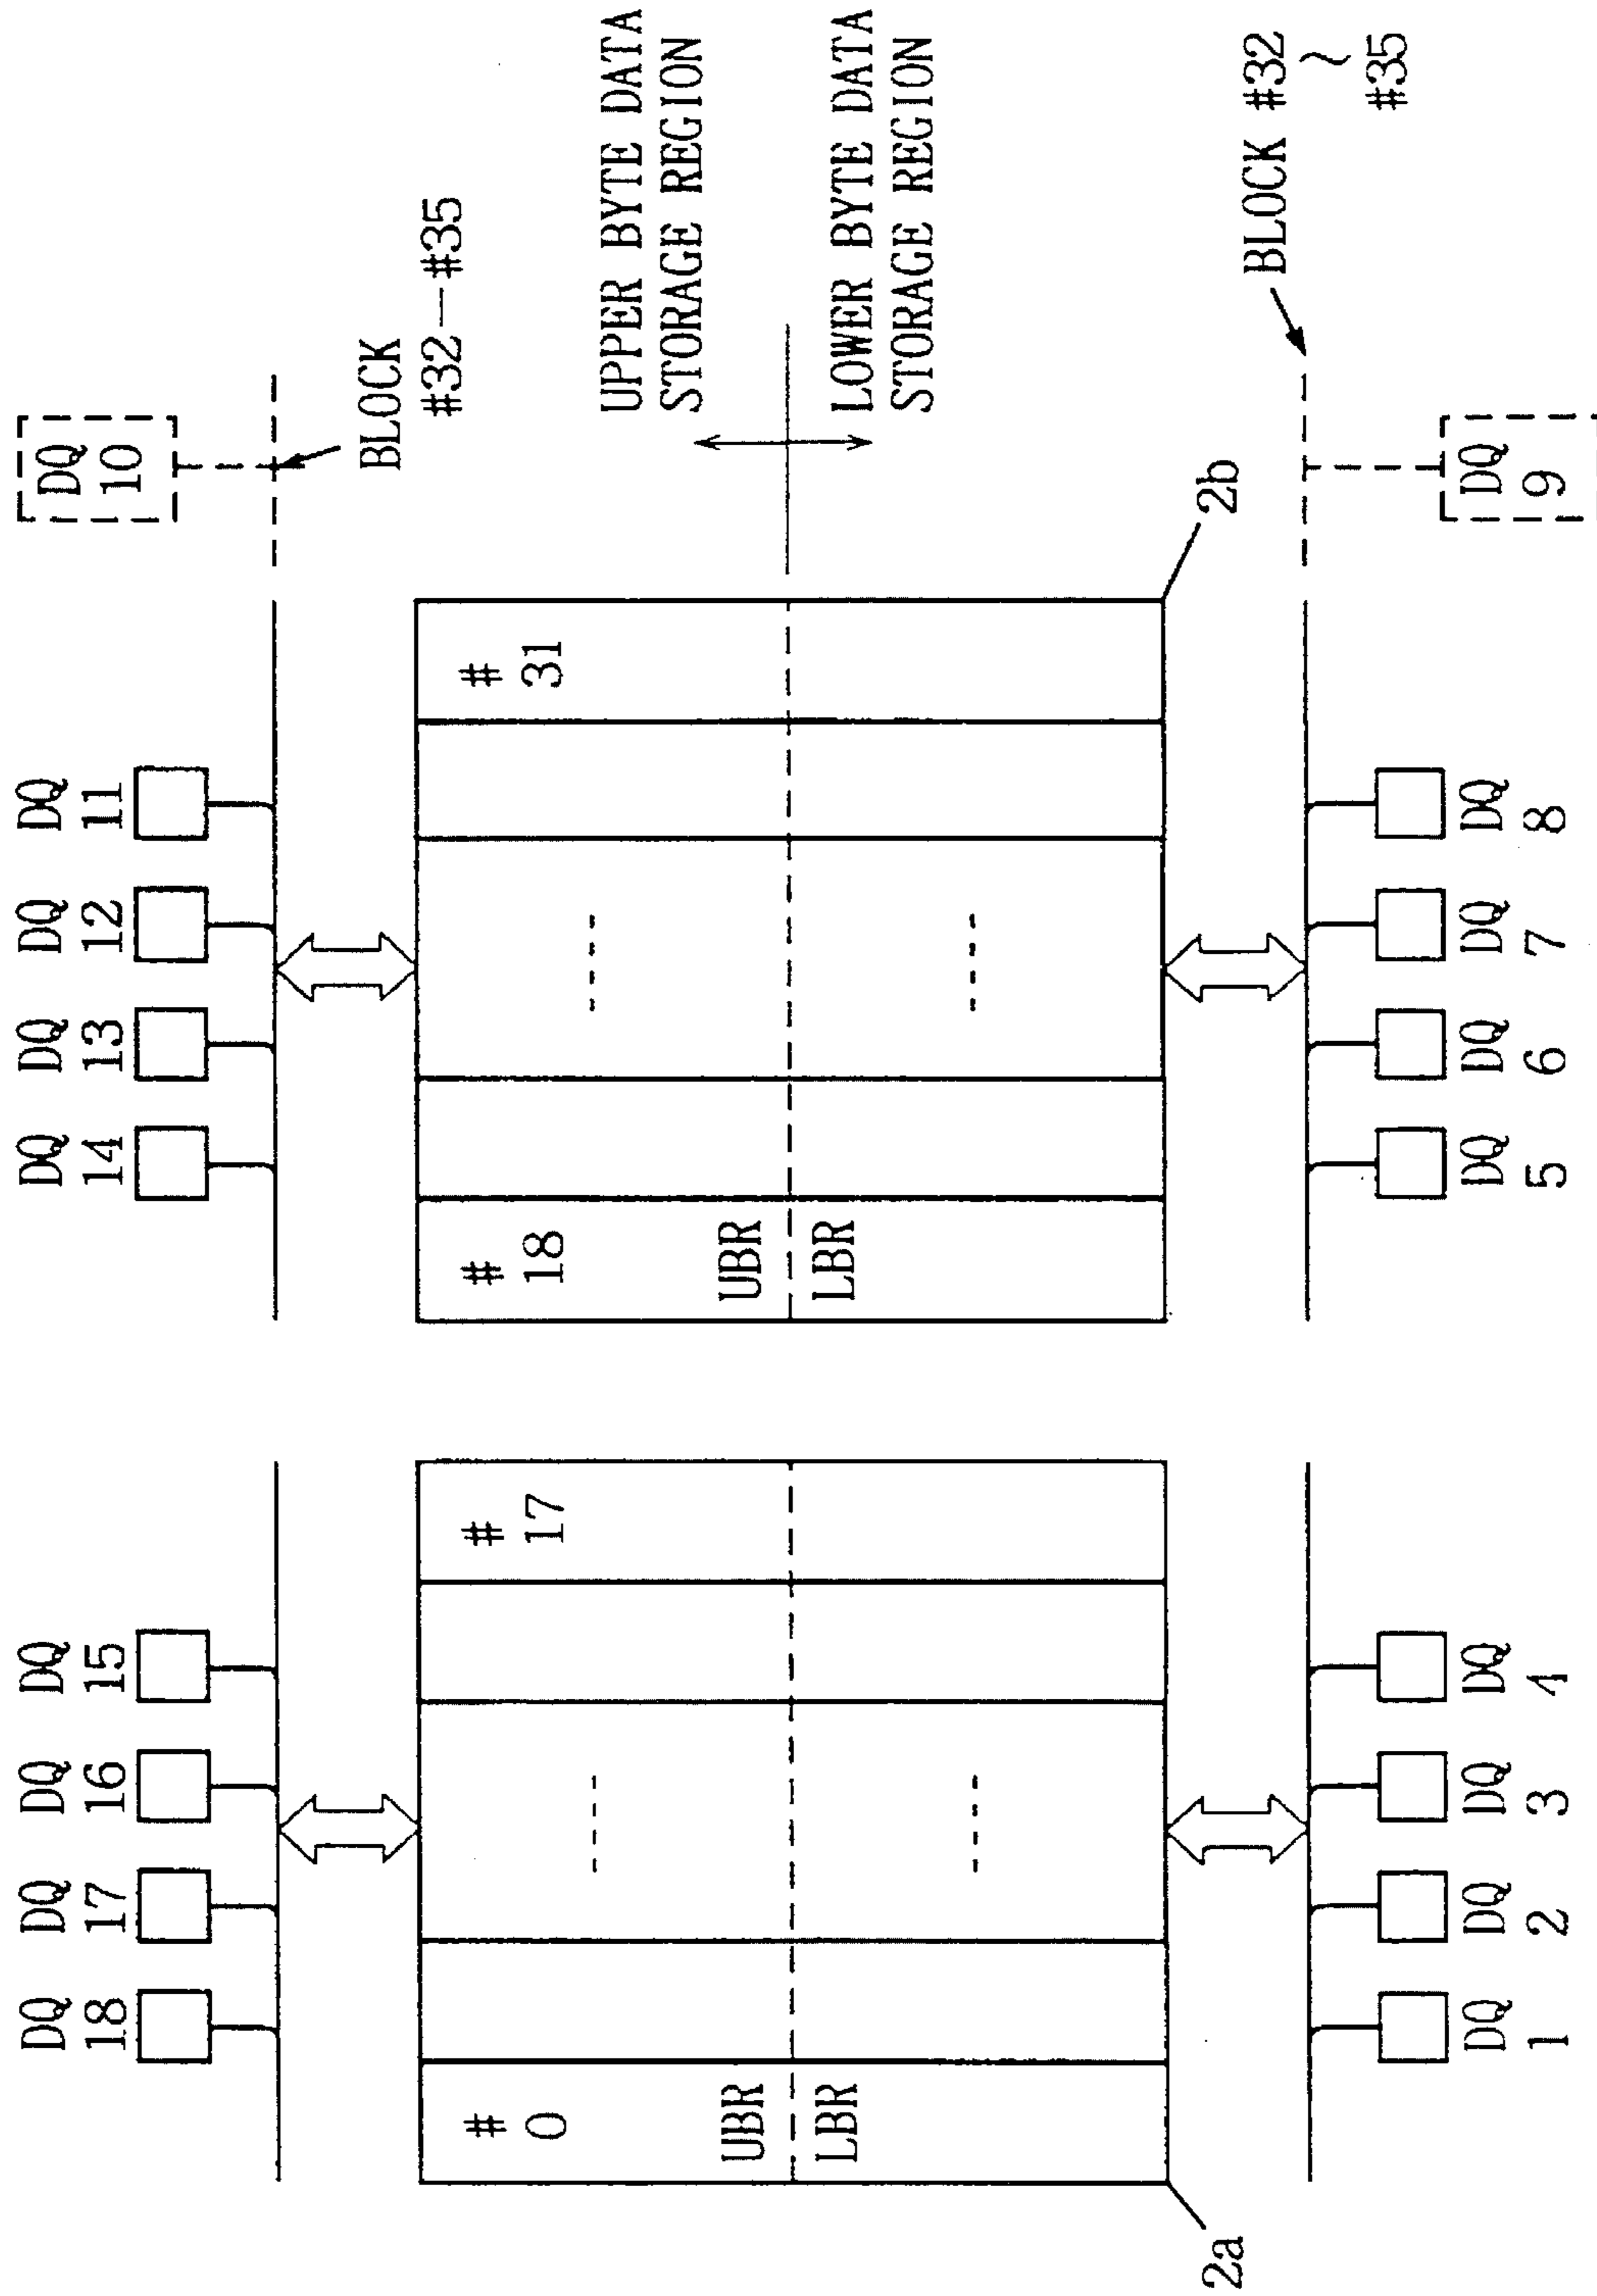 DQ 18
DQ 17
DQ 16
DQ 15
DQ 14
DQ 13
DQ 12
DQ 11
DQ 10
BLOCK
#32—#35
# 0
# 17
# 18
# 31
UPPER BYTE DATA
STORAGE REGION
UBR
UBR
LBR
LBR
LOWER BYTE DATA
STORAGE REGION
2a
2b
BLOCK #32
~
#35
DQ 1
DQ 2
DQ 3
DQ 4
DQ 5
DQ 6
DQ 7
DQ 8
DQ 9